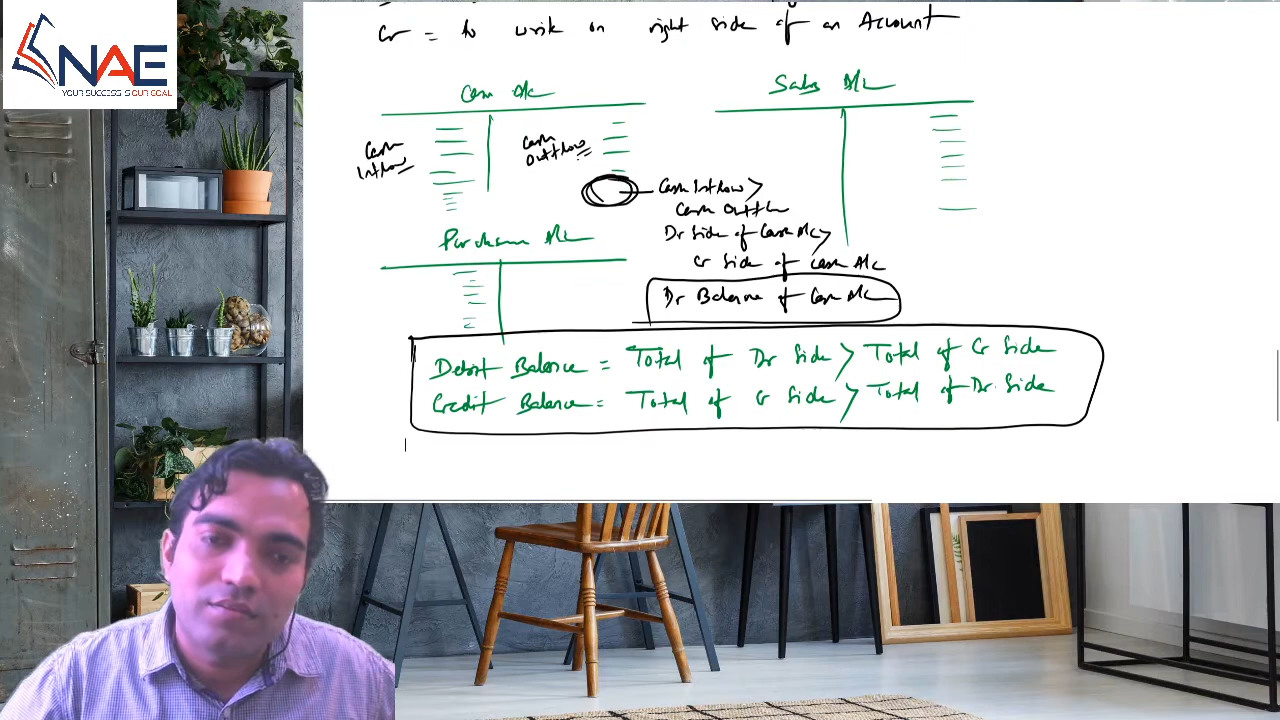 NAE
YOUR SUCCESS IS OUR GOAL
Cr = to write on right side of an Account
Cash A/c
Sales A/c
Cash Inflow
Cash Outflow
Cash Inflow >
Cash Outflow
Dr Side of Cash A/c >
Cr Side of Cash A/c
Dr Balance of Cash A/c
Purchase A/c
Debit Balance = Total of Dr Side > Total of Cr Side
Credit Balance = Total of Cr Side > Total of Dr. Side